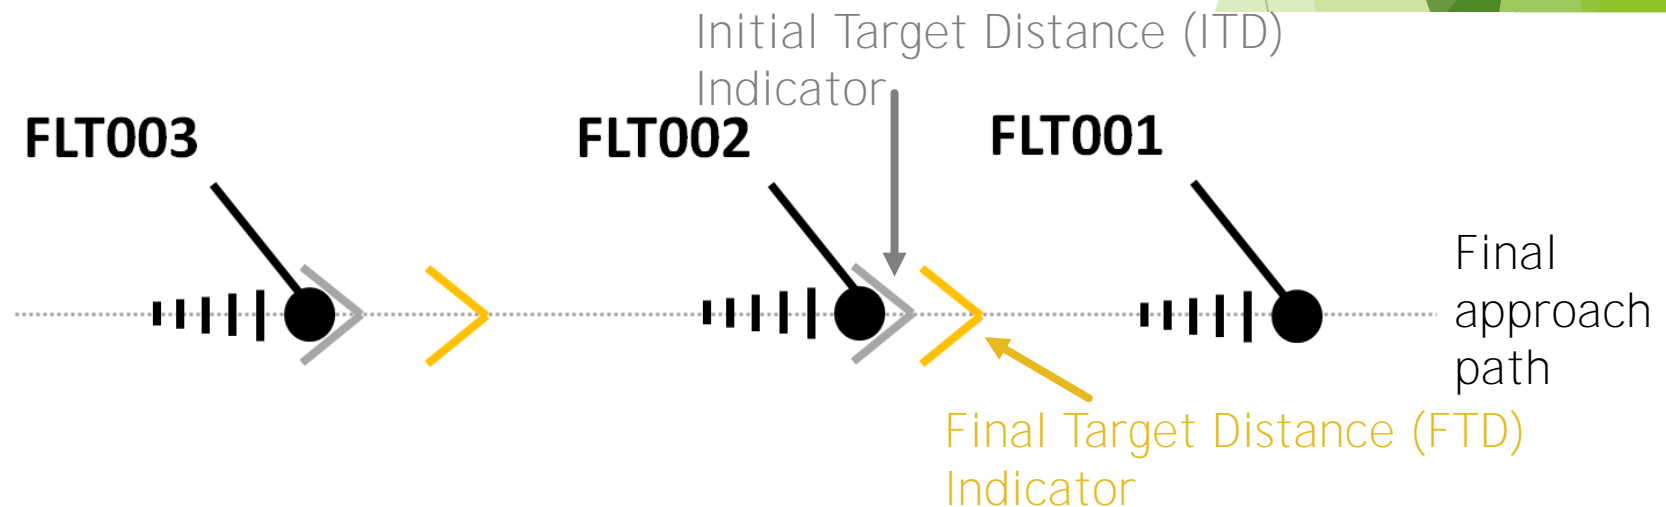 Initial Target Distance (ITD)
Indicator
FLT003
FLT002
FLT001
Final
approach
path
Final Target Distance (FTD)
Indicator